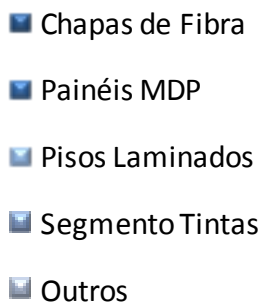 Chapas de Fibra
Painéis MDP
Pisos Laminados
Segmento Tintas
Outros